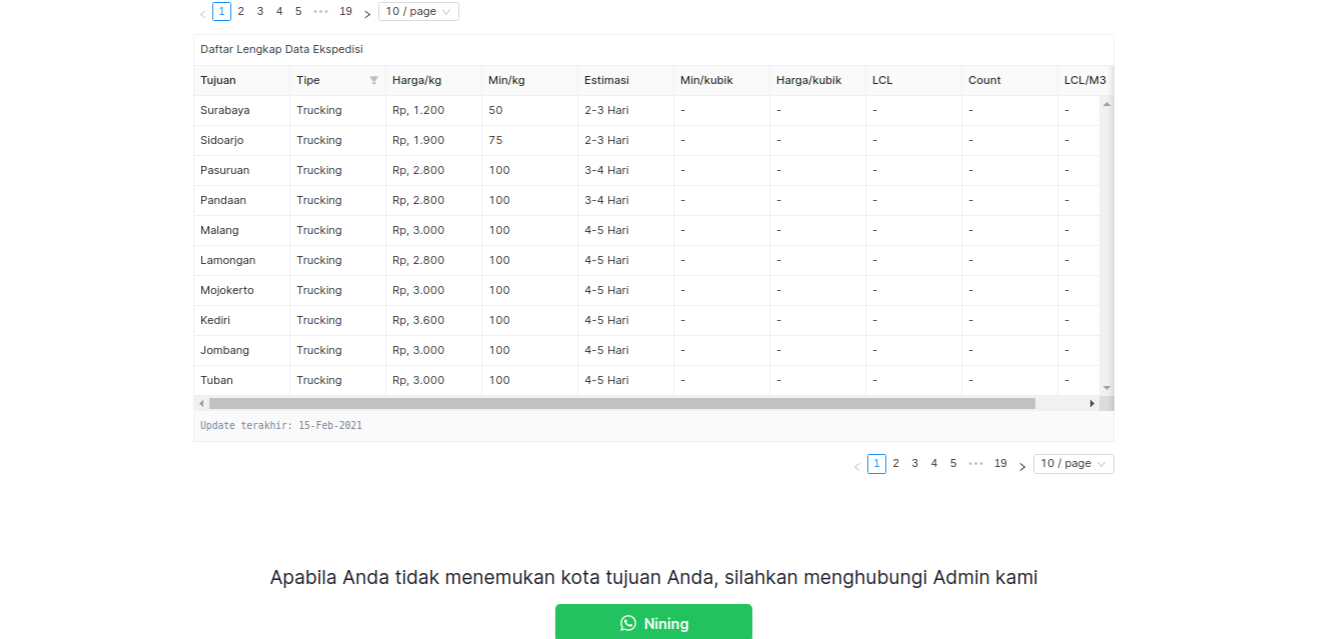 1 2 3 4 5 ••• 19 10 / page
Daftar Lengkap Data Ekspedisi
Tujuan Tipe Harga/kg Min/kg Estimasi Min/kubik Harga/kubik LCL Count LCL/M3
Surabaya Trucking Rp, 1.200 50 2-3 Hari - - - - -
Sidoarjo Trucking Rp, 1.900 75 2-3 Hari - - - - -
Pasuruan Trucking Rp, 2.800 100 3-4 Hari - - - - -
Pandaan Trucking Rp, 2.800 100 3-4 Hari - - - - -
Malang Trucking Rp, 3.000 100 4-5 Hari - - - - -
Lamongan Trucking Rp, 2.800 100 4-5 Hari - - - - -
Mojokerto Trucking Rp, 3.000 100 4-5 Hari - - - - -
Kediri Trucking Rp, 3.600 100 4-5 Hari - - - - -
Jombang Trucking Rp, 3.000 100 4-5 Hari - - - - -
Tuban Trucking Rp, 3.000 100 4-5 Hari - - - - -
Update terakhir: 15-Feb-2021
1 2 3 4 5 ••• 19 10 / page
Apabila Anda tidak menemukan kota tujuan Anda, silahkan menghubungi Admin kami
Nining